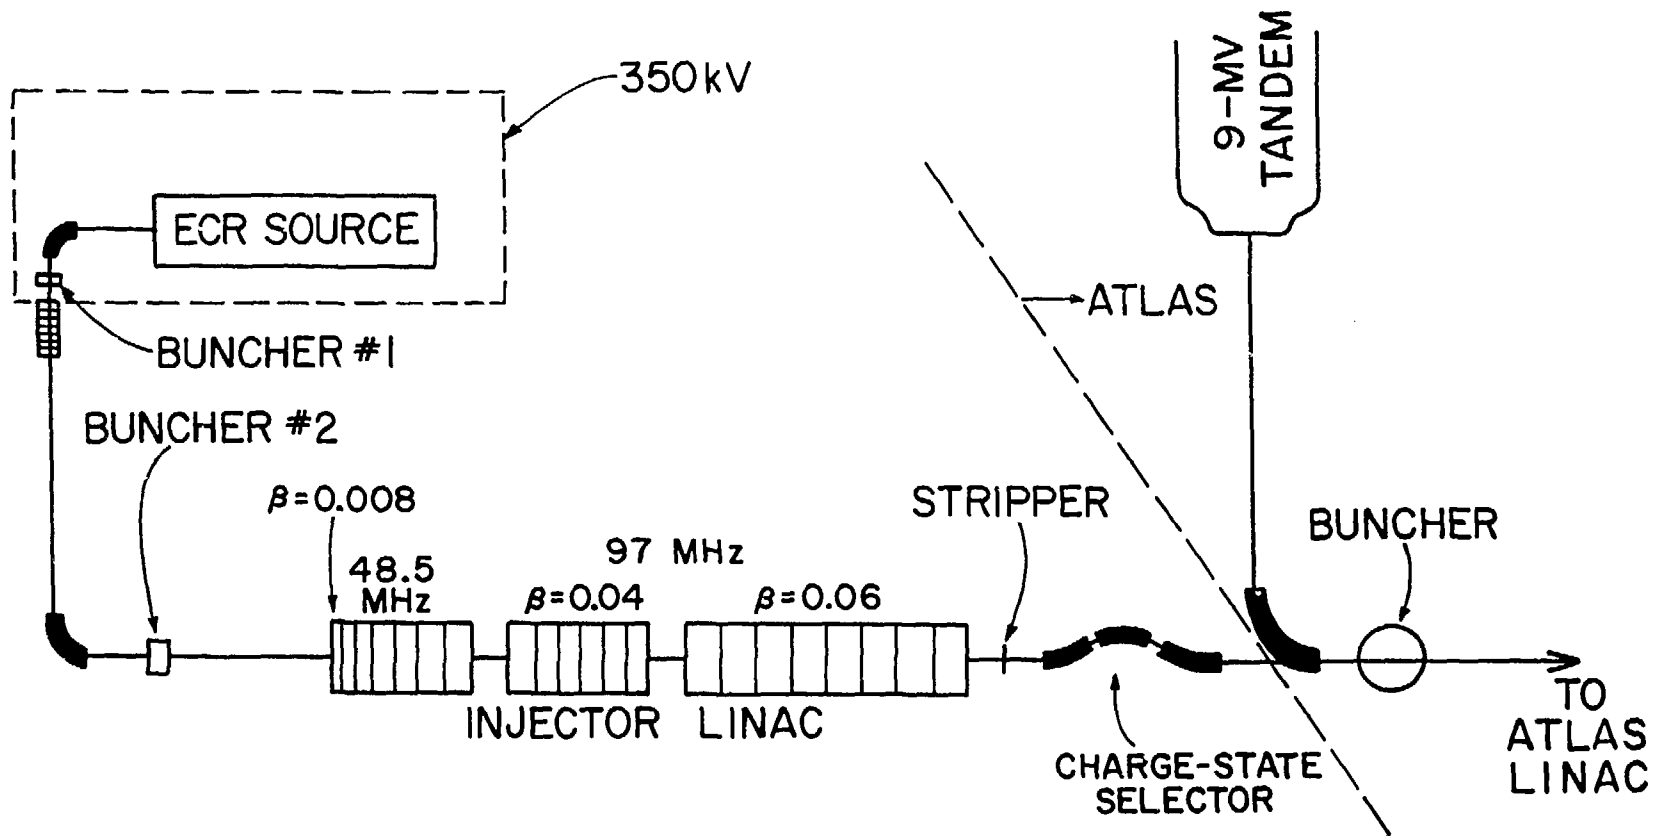 350kV
9-MV
TANDEM
ECR SOURCE
ATLAS
BUNCHER #1
BUNCHER #2
β=0.008
STRIPPER
BUNCHER
48.5
MHz
97 MHz
β=0.04
β=0.06
INJECTOR LINAC
TO
ATLAS
LINAC
CHARGE-STATE
SELECTOR